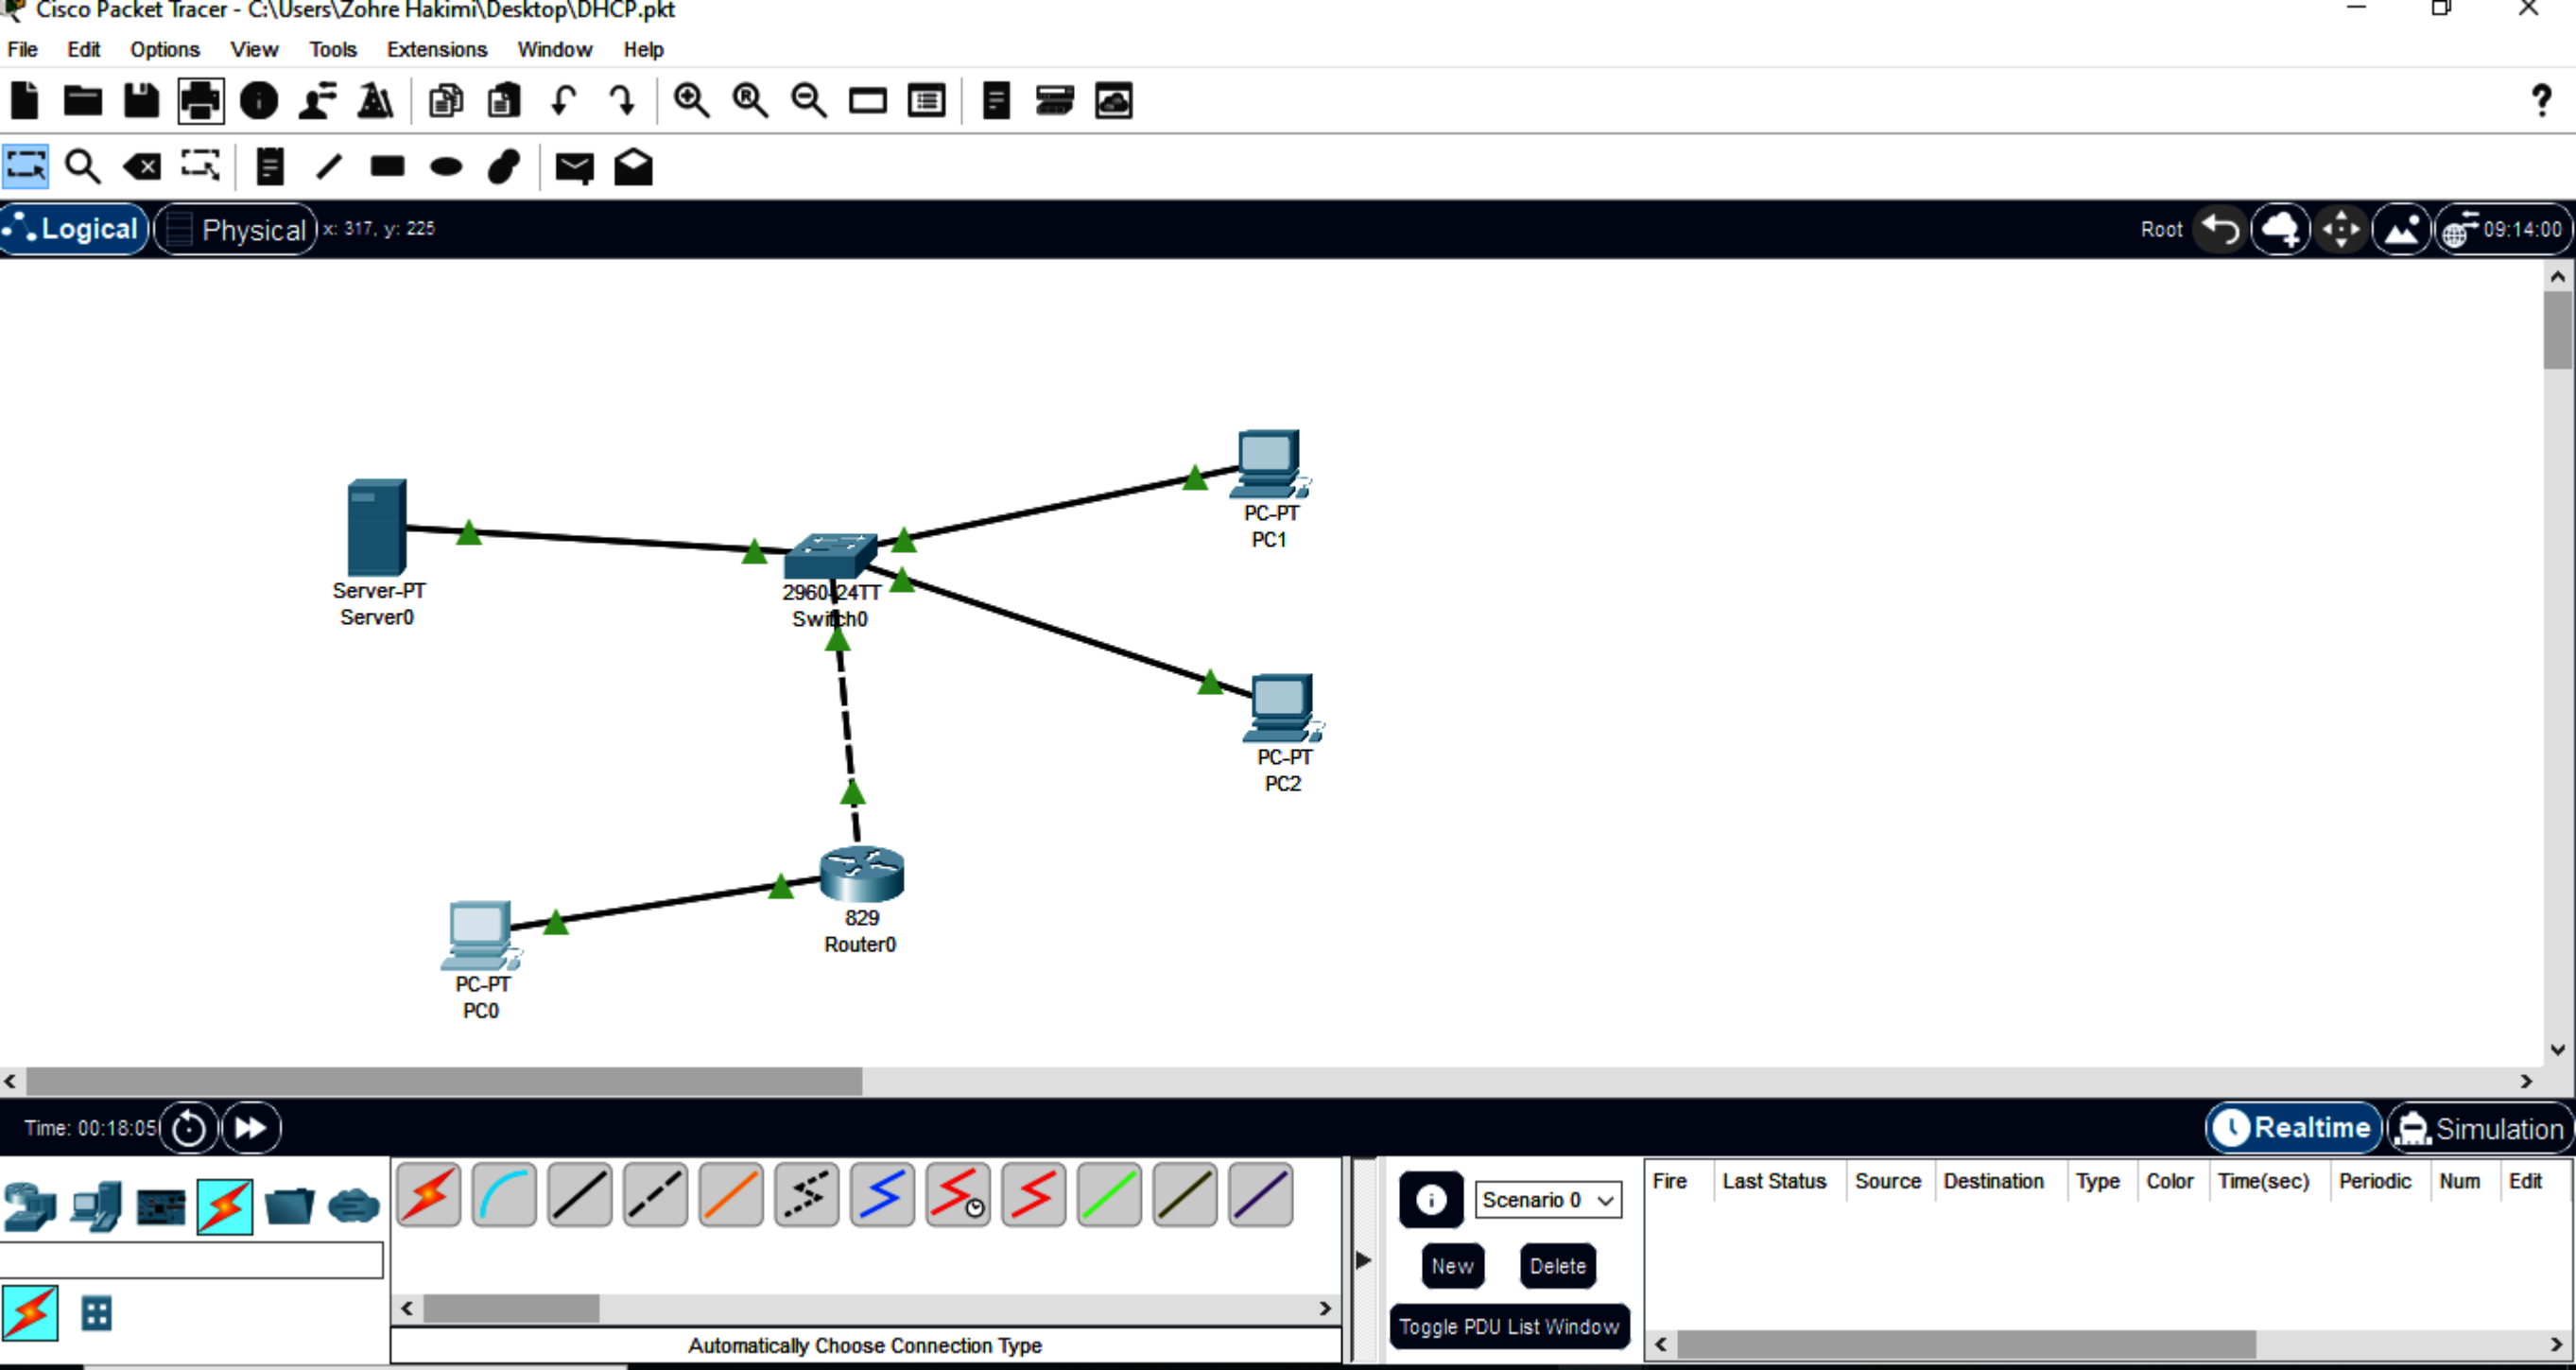 Cisco Packet Tracer - C:\Users\Zohre Hakimi\Desktop\DHCP.pkt
File Edit Options View Tools Extensions Window Help
Logical Physical x: 317, y: 225 Root 09:14:00
PC-PT
PC1
Server-PT
Server0
2960-24TT
Switch0
PC-PT
PC2
829
Router0
PC-PT
PC0
Time: 00:18:05 Realtime Simulation
Scenario 0
New Delete
Toggle PDU List Window
Fire Last Status Source Destination Type Color Time(sec) Periodic Num Edit
Automatically Choose Connection Type